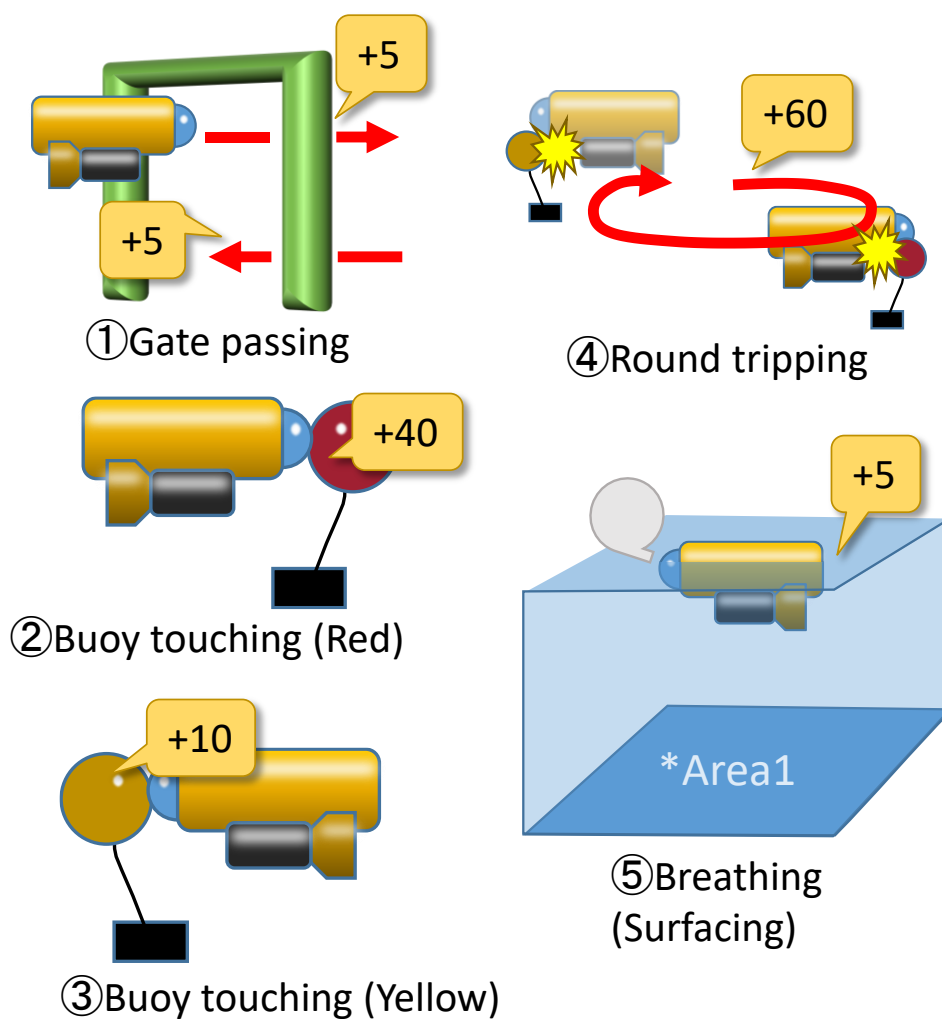 +5
+5
①Gate passing
+40
②Buoy touching (Red)
+10
③Buoy touching (Yellow)
+60
④Round tripping
+5
*Area1
⑤Breathing
(Surfacing)